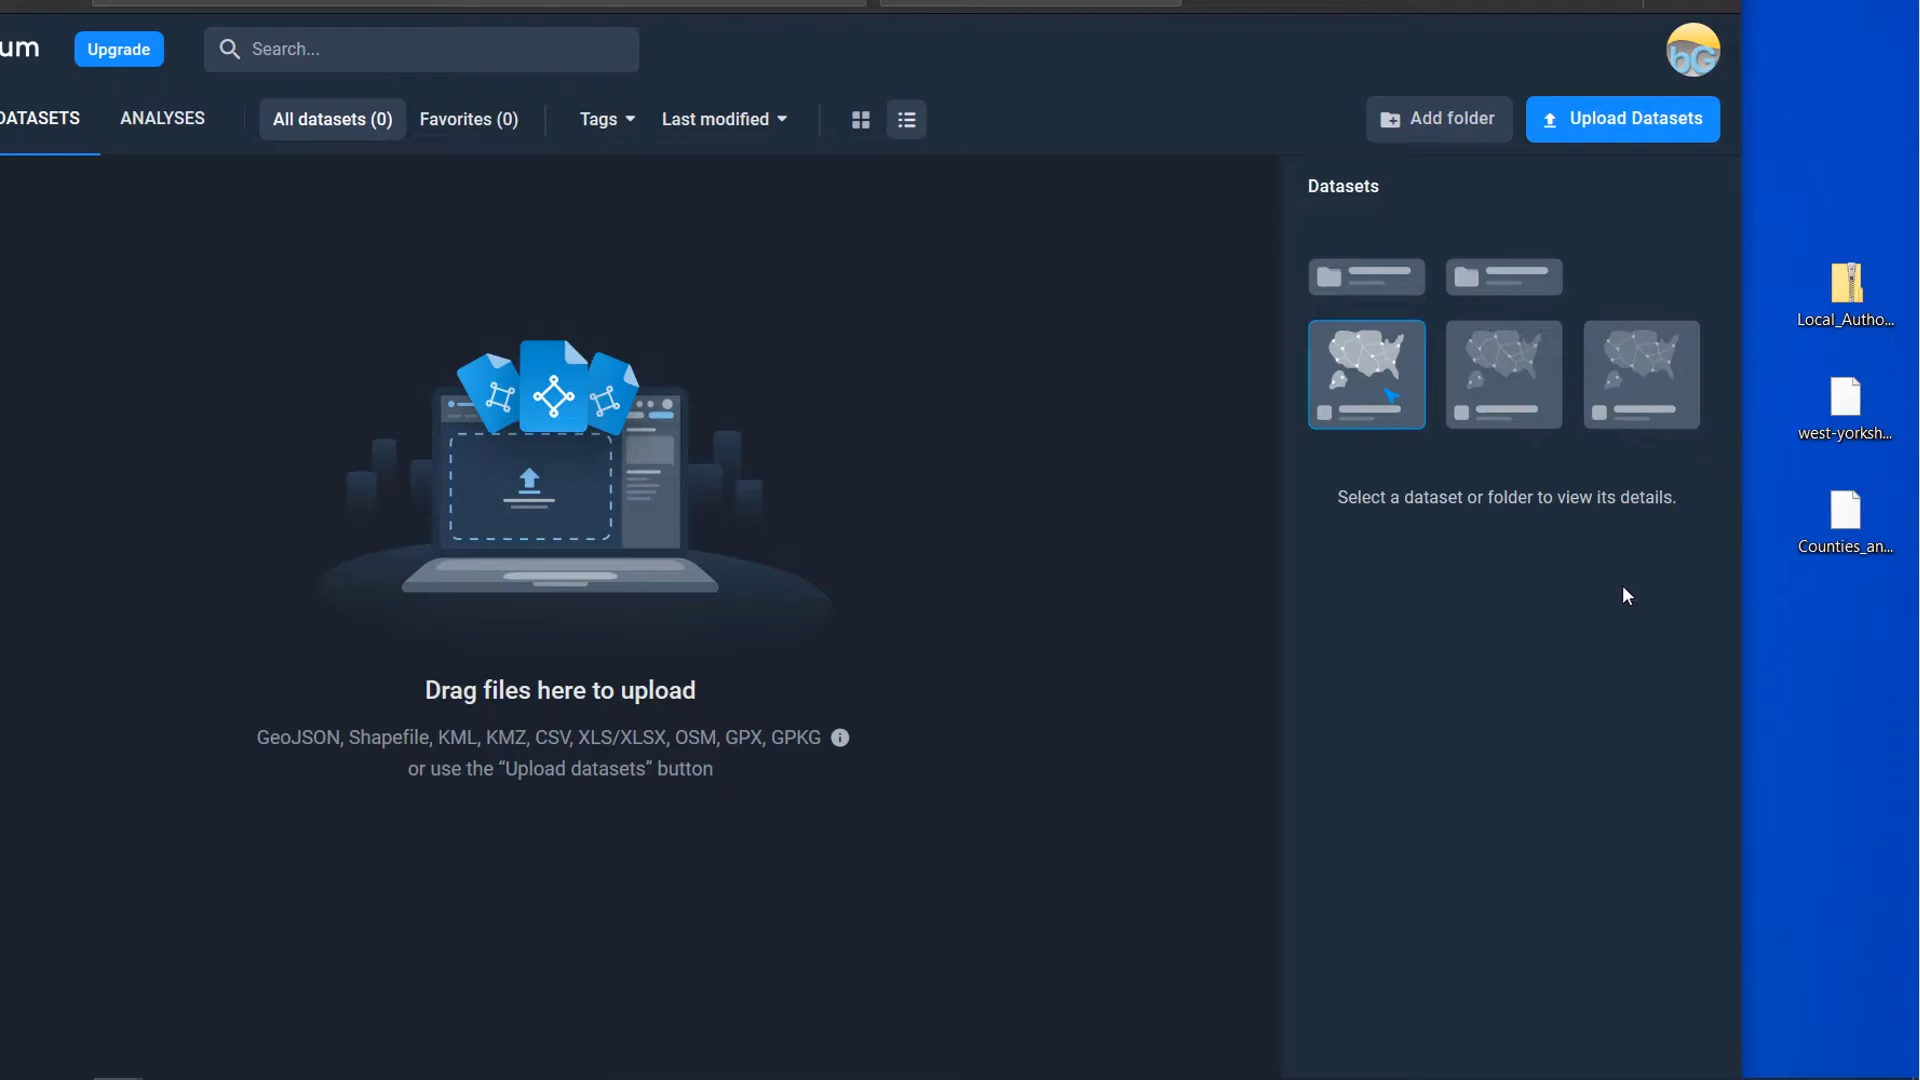 um
Upgrade
Search...
DATASETS
ANALYSES
All datasets (0)
Favorites (0)
Tags
Last modified
Add folder
Upload Datasets
bG
Datasets
Select a dataset or folder to view its details.
Drag files here to upload
GeoJSON, Shapefile, KML, KMZ, CSV, XLS/XLSX, OSM, GPX, GPKG
or use the “Upload datasets” button
Local_Autho...
west-yorksh...
Counties_an...